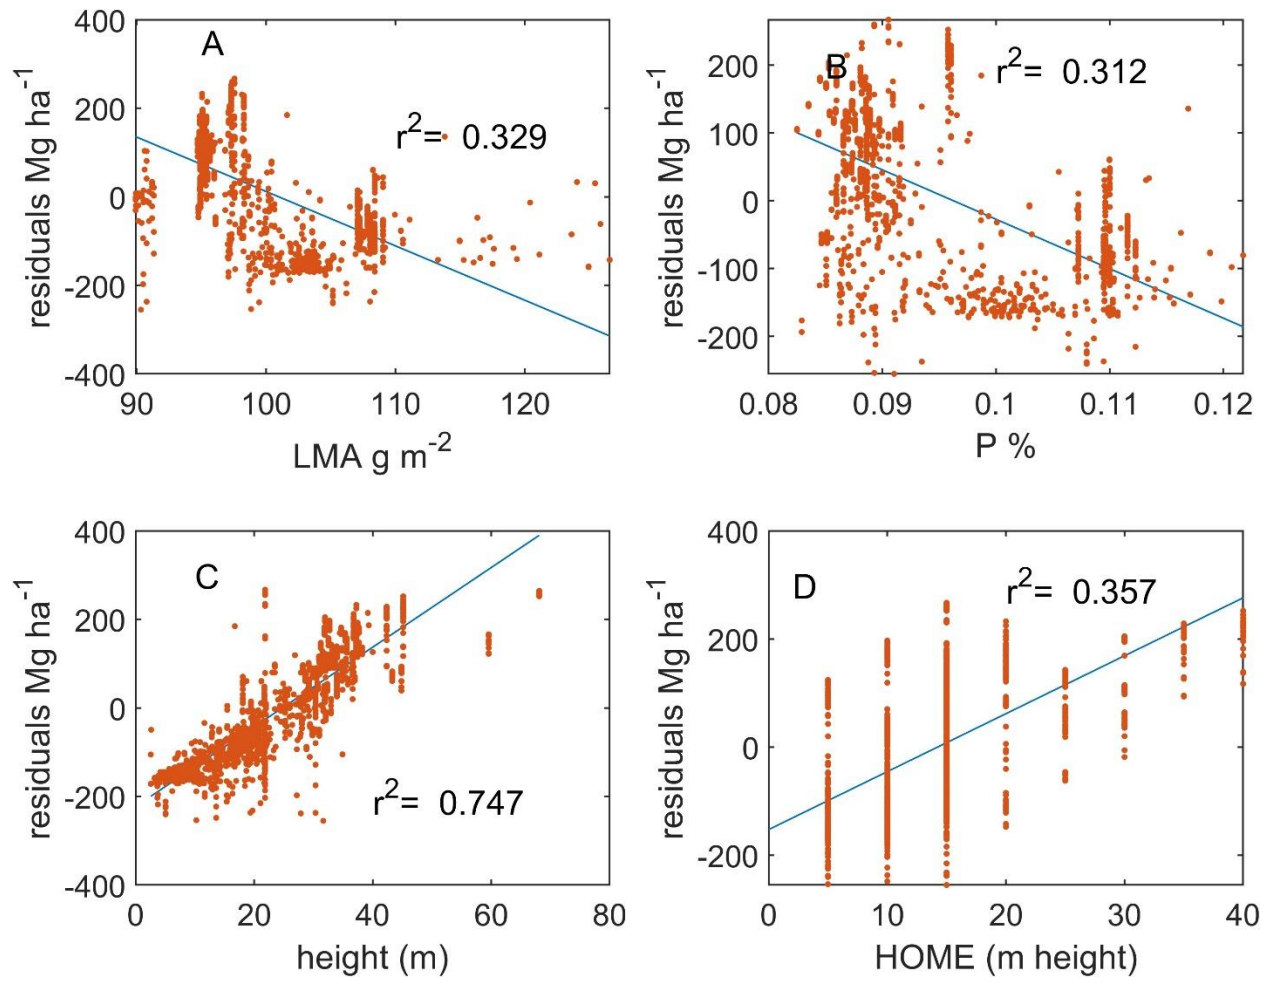 A
r²= 0.329
400
200
0
-200
-400
90
100
110
120
residuals Mg ha⁻¹
LMA g m⁻²
B
r²= 0.312
200
100
0
-100
-200
0.08
0.09
0.1
0.11
0.12
residuals Mg ha⁻¹
P %
C
r²= 0.747
400
200
0
-200
-400
0
20
40
60
80
residuals Mg ha⁻¹
height (m)
D
r²= 0.357
400
200
0
-200
0
10
20
30
40
residuals Mg ha⁻¹
HOME (m height)